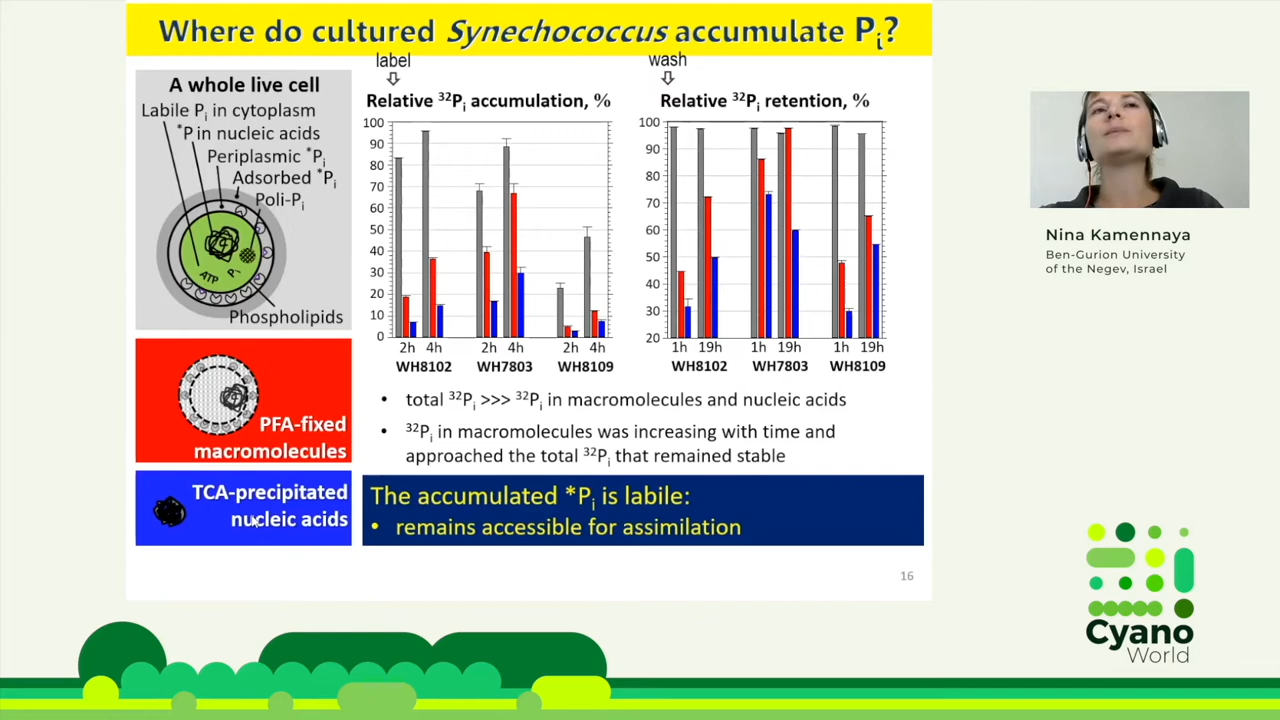 Where do cultured Synechococcus accumulate Pi?
A whole live cell
Labile Pi in cytoplasm
*P in nucleic acids
Periplasmic *Pi
Adsorbed *Pi
Poli-Pi
ATP
Pi
Phospholipids
PFA-fixed
macromolecules
TCA-precipitated
nucleic acids
label
Relative 32Pi accumulation, %
100
90
80
70
60
50
40
30
20
10
0
2h 4h 2h 4h 2h 4h
WH8102 WH7803 WH8109
wash
Relative 32Pi retention, %
100
90
80
70
60
50
40
30
20
1h 19h 1h 19h 1h 19h
WH8102 WH7803 WH8109
• total 32Pi >>> 32Pi in macromolecules and nucleic acids
• 32Pi in macromolecules was increasing with time and
approached the total 32Pi that remained stable
The accumulated *Pi is labile:
• remains accessible for assimilation
16
Nina Kamennaya
Ben-Gurion University
of the Negev, Israel
Cyano
World